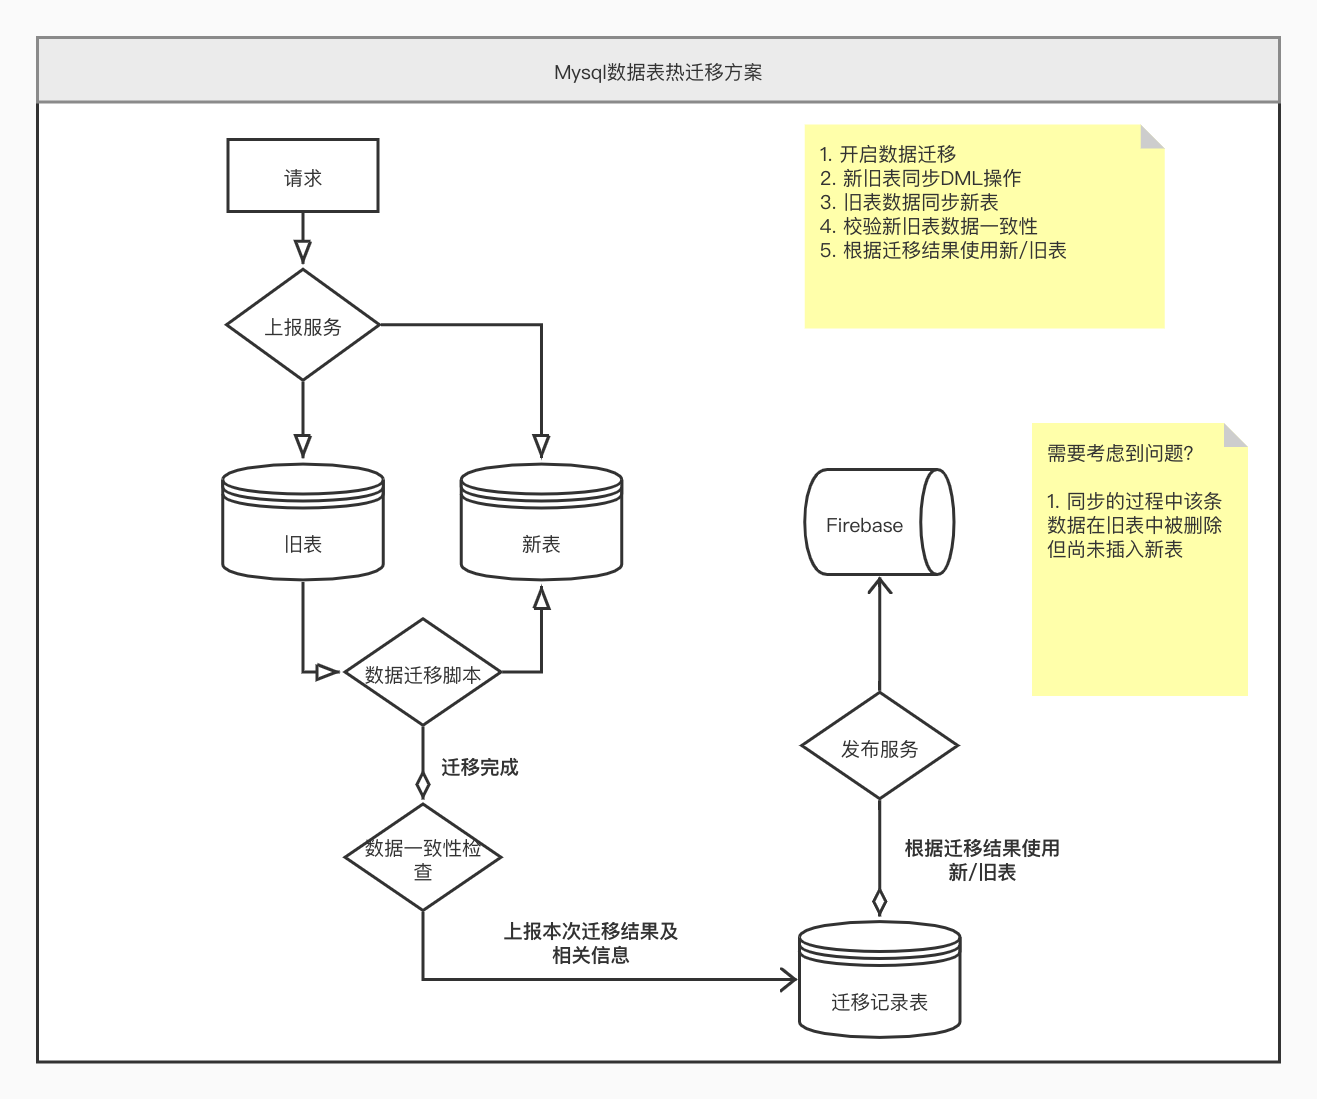 Mysql数据表热迁移方案
请求
1. 开启数据迁移
2. 新旧表同步DML操作
3. 旧表数据同步新表
4. 校验新旧表数据一致性
5. 根据迁移结果使用新/旧表
上报服务
需要考虑到问题?
1. 同步的过程中该条
数据在旧表中被删除
但尚未插入新表
旧表
新表
Firebase
数据迁移脚本
迁移完成
发布服务
数据一致性检
查
根据迁移结果使用
新/旧表
上报本次迁移结果及
相关信息
迁移记录表